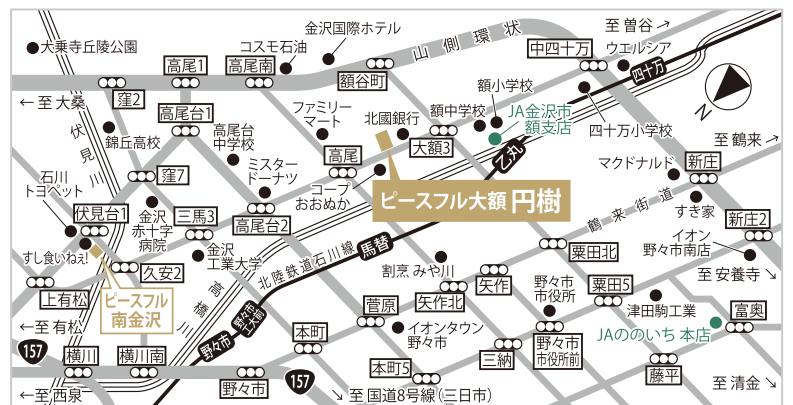 金沢国際ホテル
至 曽谷
大乗寺丘陵公園
コスモ石油
山側環状
中四十万
ウエルシア
高尾1
高尾南
額谷町
四十万
←至 大桑
窪2
額小学校
高尾台1
ファミリー
マート
北國銀行
額中学校
JA金沢市
額支店
N
伏見川
錦丘高校
高尾台
中学校
大額3
四十万小学校
至 鶴来
高尾
乙丸
石川
トヨペット
窪7
ミスター
ドーナツ
コープ
おおぬか
ピースフル大額 円樹
マクドナルド
新庄
伏見台1
金沢
赤十字
病院
三馬3
高尾台2
鶴来街道
すき家
新庄2
すし食いねぇ!
金沢
工業大学
馬替
粟田北
イオン
野々市南店
久安2
高橋川
北陸鉄道石川線
割烹 みや川
矢作
至 安養寺
上有松
ピースフル
南金沢
矢作北
野々市
市役所
粟田5
菅原
津田駒工業
富奥
←至 有松
野々市
工大前
本町
イオンタウン
野々市
JAののいち 本店
157
野々市
横川
横川南
三納
野々市
市役所前
本町5
藤平
←至 西泉
野々市
157
至 国道8号線(三日市)
至 清金